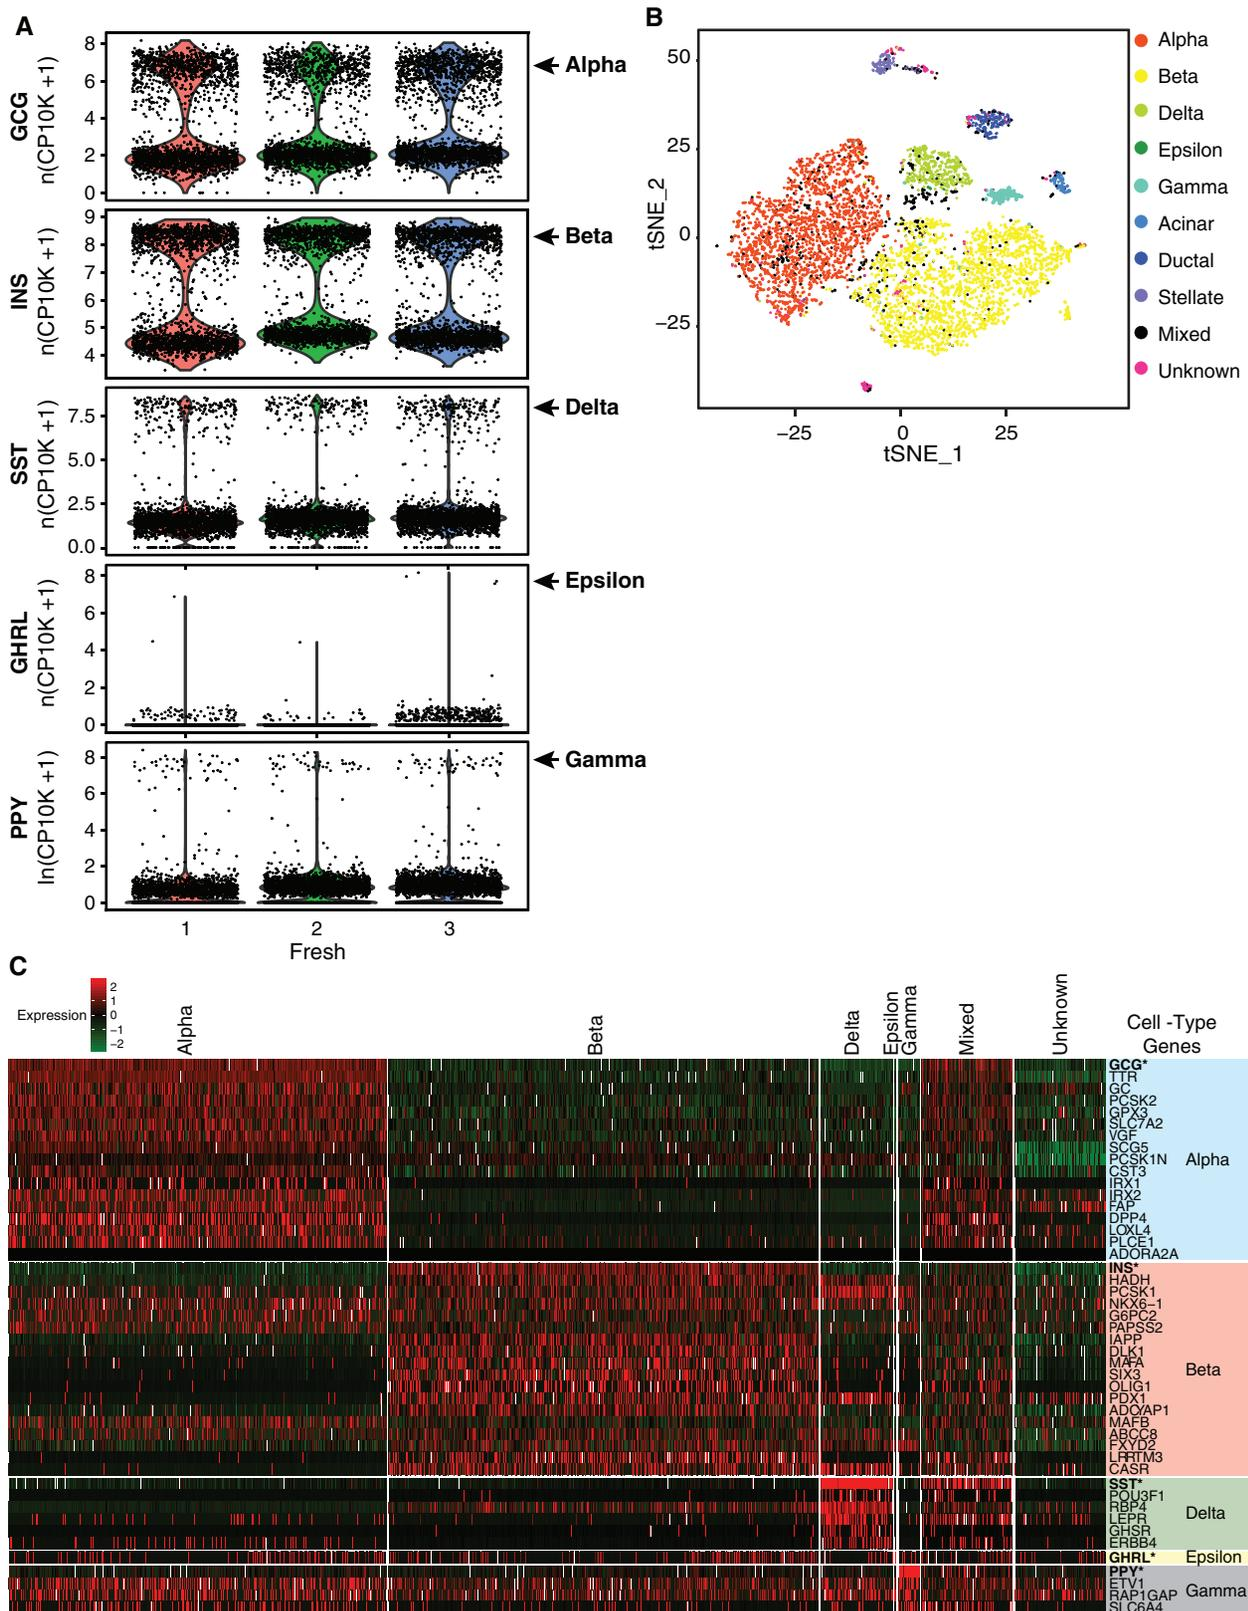 A
GCG
n(CP10K +1)
8
6
4
2
0
Alpha
INS
n(CP10K +1)
9
8
7
6
5
4
Beta
SST
n(CP10K +1)
7.5
5.0
2.5
0.0
Delta
GHRL
n(CP10K +1)
8
6
4
2
0
Epsilon
PPY
ln(CP10K +1)
8
6
4
2
0
Gamma
1 2 3
Fresh
B
tSNE_2
50
25
0
−25
−25 0 25
tSNE_1
Alpha
Beta
Delta
Epsilon
Gamma
Acinar
Ductal
Stellate
Mixed
Unknown
C
Expression
2
1
0
−1
−2
Alpha
Beta
Delta
Epsilon
Gamma
Mixed
Unknown
Cell -Type
Genes
GCG*
TTR
GC
PCSK2
GPX3
SLC7A2
VGF
SCG5
PCSK1N
CST3
IRX1
IRX2
FAP
DPP4
LOXL4
PLCE1
ADORA2A
Alpha
INS*
HADH
PCSK1
NKX6−1
G6PC2
PAPSS2
IAPP
DLK1
MAFA
SIX3
OLIG1
PDX1
ADCYAP1
MAFB
ABCC8
FXYD2
LRRTM3
CASR
Beta
SST*
POU3F1
RBP4
LEPR
GHSR
ERBB4
Delta
GHRL*
Epsilon
PPY*
ETV1
RAP1GAP
SLC6A4
Gamma